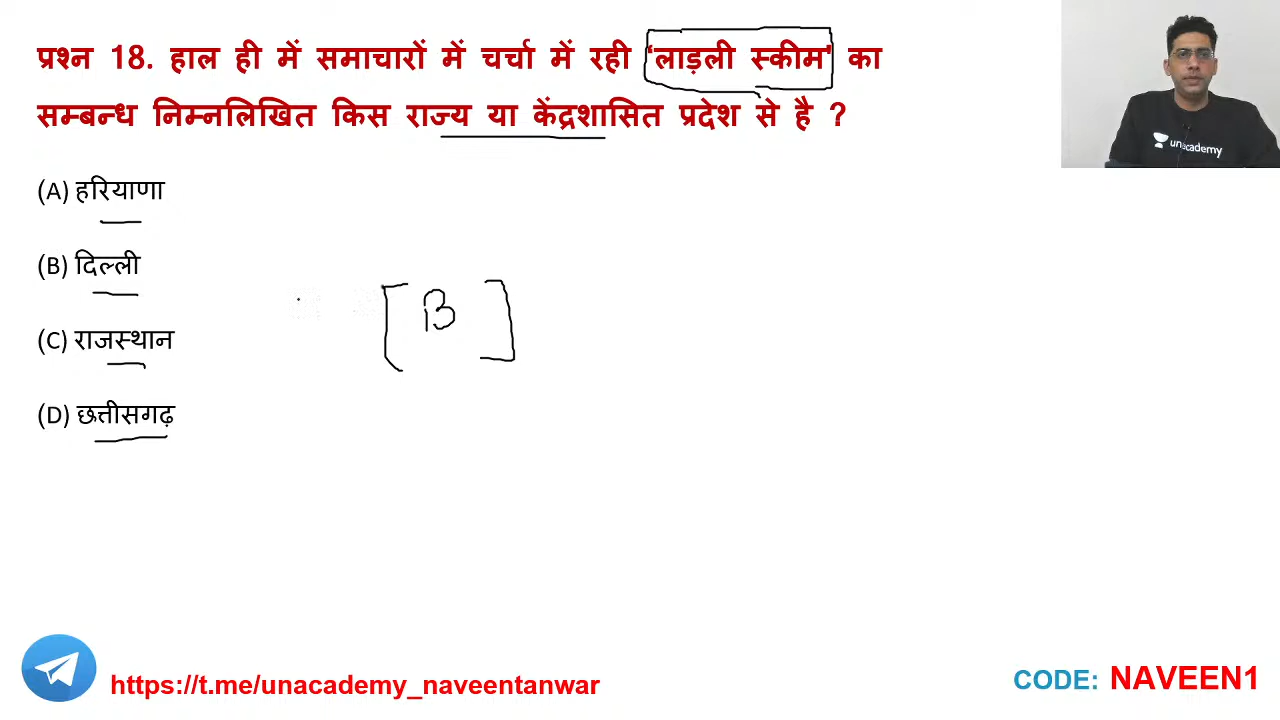 प्रश्न 18. हाल ही में समाचारों में चर्चा में रही 'लाड़ली स्कीम' का
सम्बन्ध निम्नलिखित किस राज्य या केंद्रशासित प्रदेश से है ?
unacademy
(A) हरियाणा
(B) दिल्ली
[B]
(C) राजस्थान
(D) छत्तीसगढ़
https://t.me/unacademy_naveentanwar
CODE: NAVEEN1